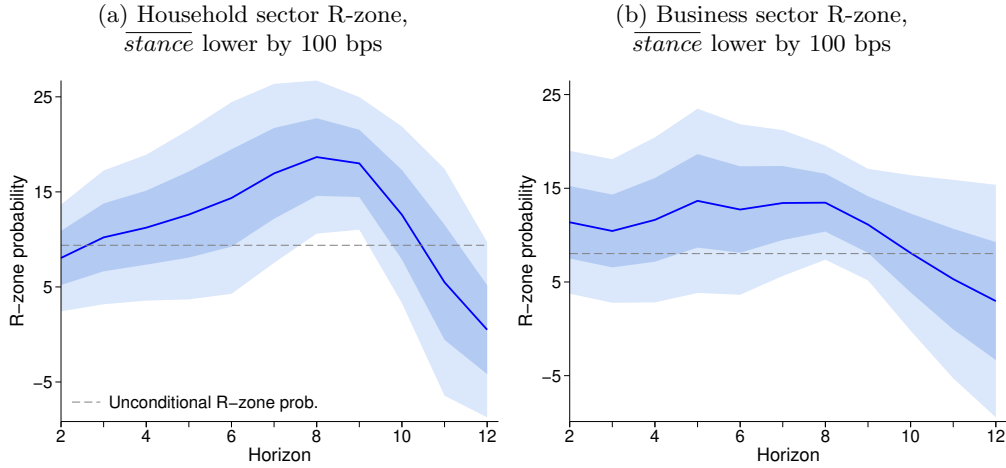 (a) Household sector R-zone,
stance lower by 100 bps
R−zone probability
25
15
5
−5
Unconditional R−zone prob.
2
4
6
8
10
12
Horizon
(b) Business sector R-zone,
stance lower by 100 bps
R−zone probability
25
15
5
−5
2
4
6
8
10
12
Horizon